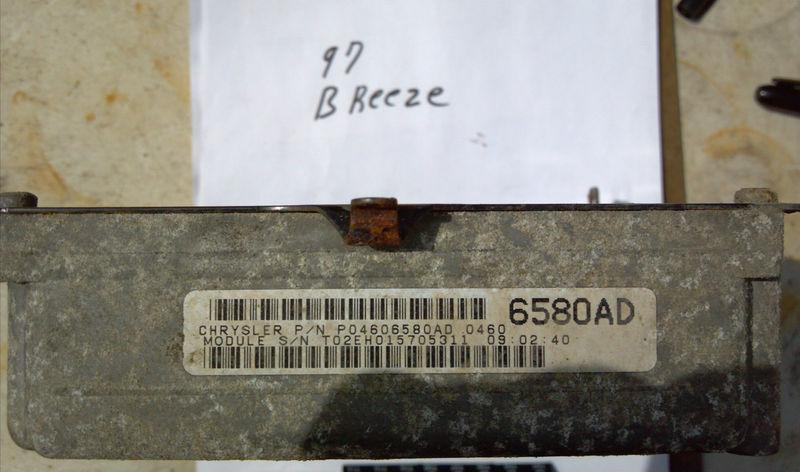 97
BReeze
6580AD
CHRYSLER P/N P04606580AD 0460
MODULE S/N T02EH015705311 09:02:40